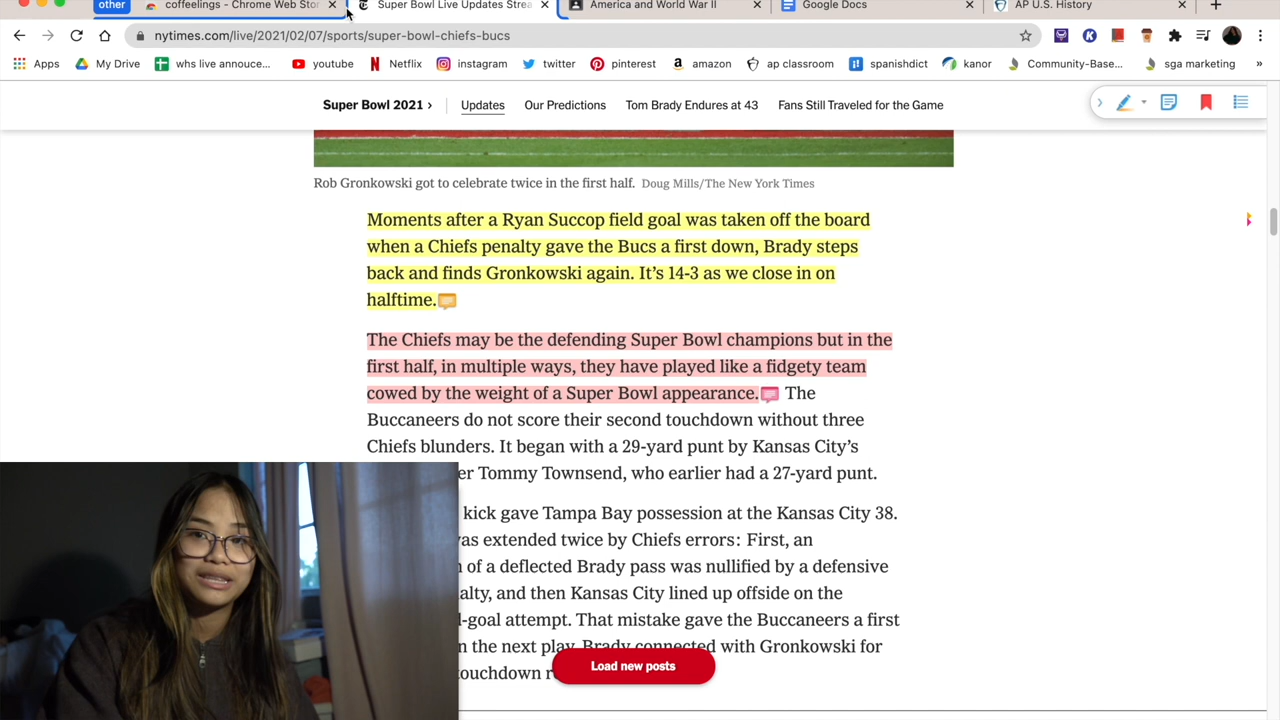 other
coffeelings - Chrome Web Stor
Super Bowl Live Updates Strea
America and World War II
Google Docs
AP U.S. History
nytimes.com/live/2021/02/07/sports/super-bowl-chiefs-bucs
Apps My Drive whs live annouce... youtube Netflix instagram twitter pinterest amazon ap classroom spanishdict kanor Community-Base... sga marketing »
Super Bowl 2021 › Updates Our Predictions Tom Brady Endures at 43 Fans Still Traveled for the Game
Rob Gronkowski got to celebrate twice in the first half. Doug Mills/The New York Times
Moments after a Ryan Succop field goal was taken off the board
when a Chiefs penalty gave the Bucs a first down, Brady steps
back and finds Gronkowski again. It’s 14-3 as we close in on
halftime.
The Chiefs may be the defending Super Bowl champions but in the
first half, in multiple ways, they have played like a fidgety team
cowed by the weight of a Super Bowl appearance. The
Buccaneers do not score their second touchdown without three
Chiefs blunders. It began with a 29-yard punt by Kansas City’s
er Tommy Townsend, who earlier had a 27-yard punt.
kick gave Tampa Bay possession at the Kansas City 38.
was extended twice by Chiefs errors: First, an
of a deflected Brady pass was nullified by a defensive
alty, and then Kansas City lined up offside on the
l-goal attempt. That mistake gave the Buccaneers a first
n the next play, Brady connected with Gronkowski for
touchdown
Load new posts